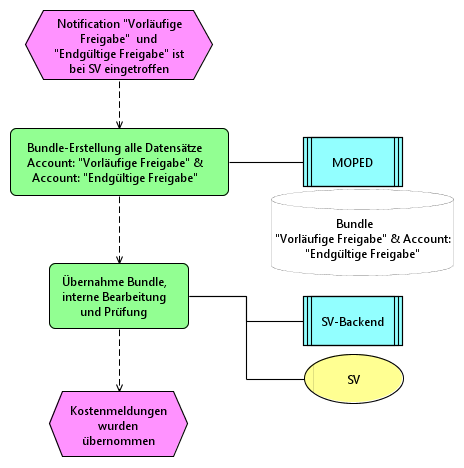 Notification "Vorläufige
Freigabe" und
"Endgültige Freigabe" ist
bei SV eingetroffen
Bundle-Erstellung alle Datensätze
Account: "Vorläufige Freigabe" &
Account: "Endgültige Freigabe"
MOPED
Bundle
"Vorläufige Freigabe" & Account:
"Endgültige Freigabe"
Übernahme Bundle,
interne Bearbeitung
und Prüfung
SV-Backend
SV
Kostenmeldungen
wurden
übernommen